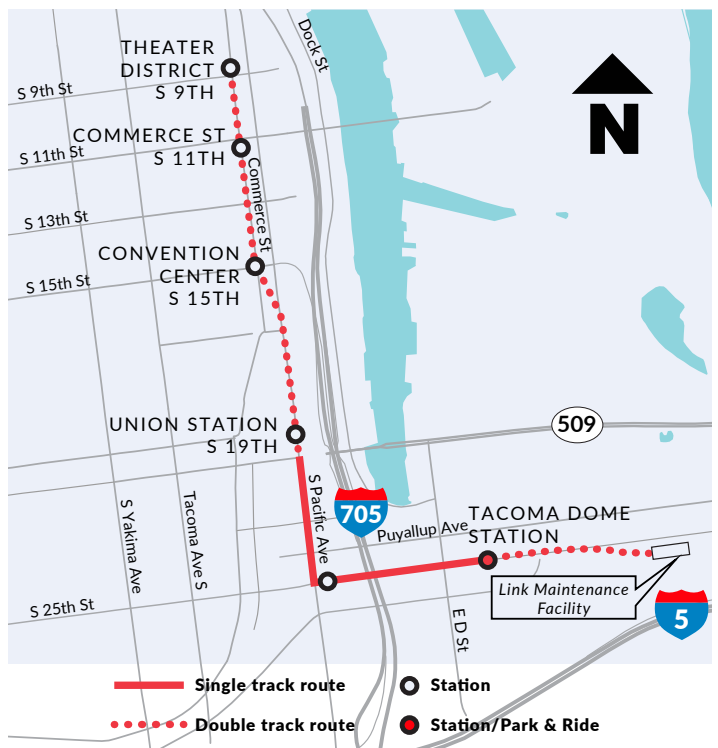 THEATER
DISTRICT
S 9TH
Dock St
S 9th St
N
COMMERCE ST
S 11TH
S 11th St
Commerce St
S 13th St
CONVENTION
CENTER
S 15TH
S 15th St
UNION STATION
S 19TH
509
S Yakima Ave
Tacoma Ave S
S Pacific Ave
705
Puyallup Ave
TACOMA DOME
STATION
Link Maintenance
Facility
S 25th St
E D St
5
Single track route
Station
Double track route
Station/Park & Ride